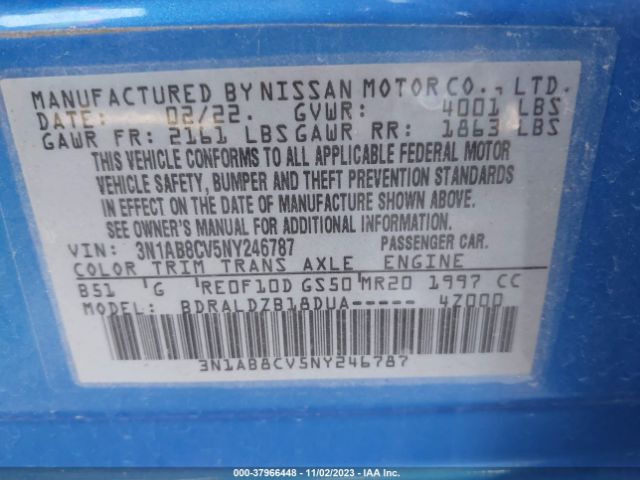 MANUFACTURED BY NISSAN MOTOR CO., LTD.
DATE: 02/22. GVWR: 4001 LBS
GAWR FR: 2161 LBS GAWR RR: 1863 LBS
THIS VEHICLE CONFORMS TO ALL APPLICABLE FEDERAL MOTOR
VEHICLE SAFETY, BUMPER AND THEFT PREVENTION STANDARDS
IN EFFECT ON THE DATE OF MANUFACTURE SHOWN ABOVE.
SEE OWNER'S MANUAL FOR ADDITIONAL INFORMATION.
VIN: 3N1AB8CV5NY246787 PASSENGER CAR.
COLOR TRIM TRANS AXLE ENGINE
B51 G RE0F10D GS50 MR20 1997 CC
MODEL: BDRALDZB18DUA----- 4Z000
3N1AB8CV5NY246787
000-37966448 - 11/02/2023 - IAA Inc.